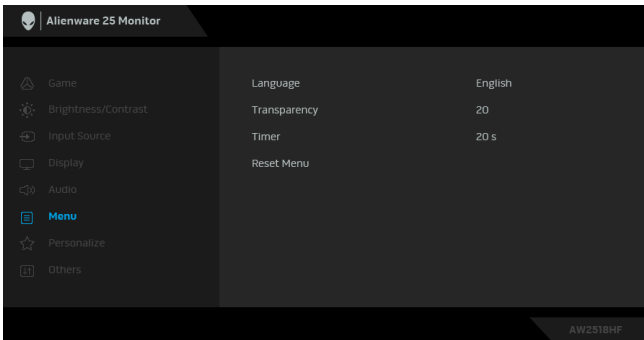 Alienware 25 Monitor
Game
Language English
Brightness/Contrast
Transparency 20
Input Source
Timer 20 s
Display
Reset Menu
Audio
Menu
Personalize
Others
AW2518HF